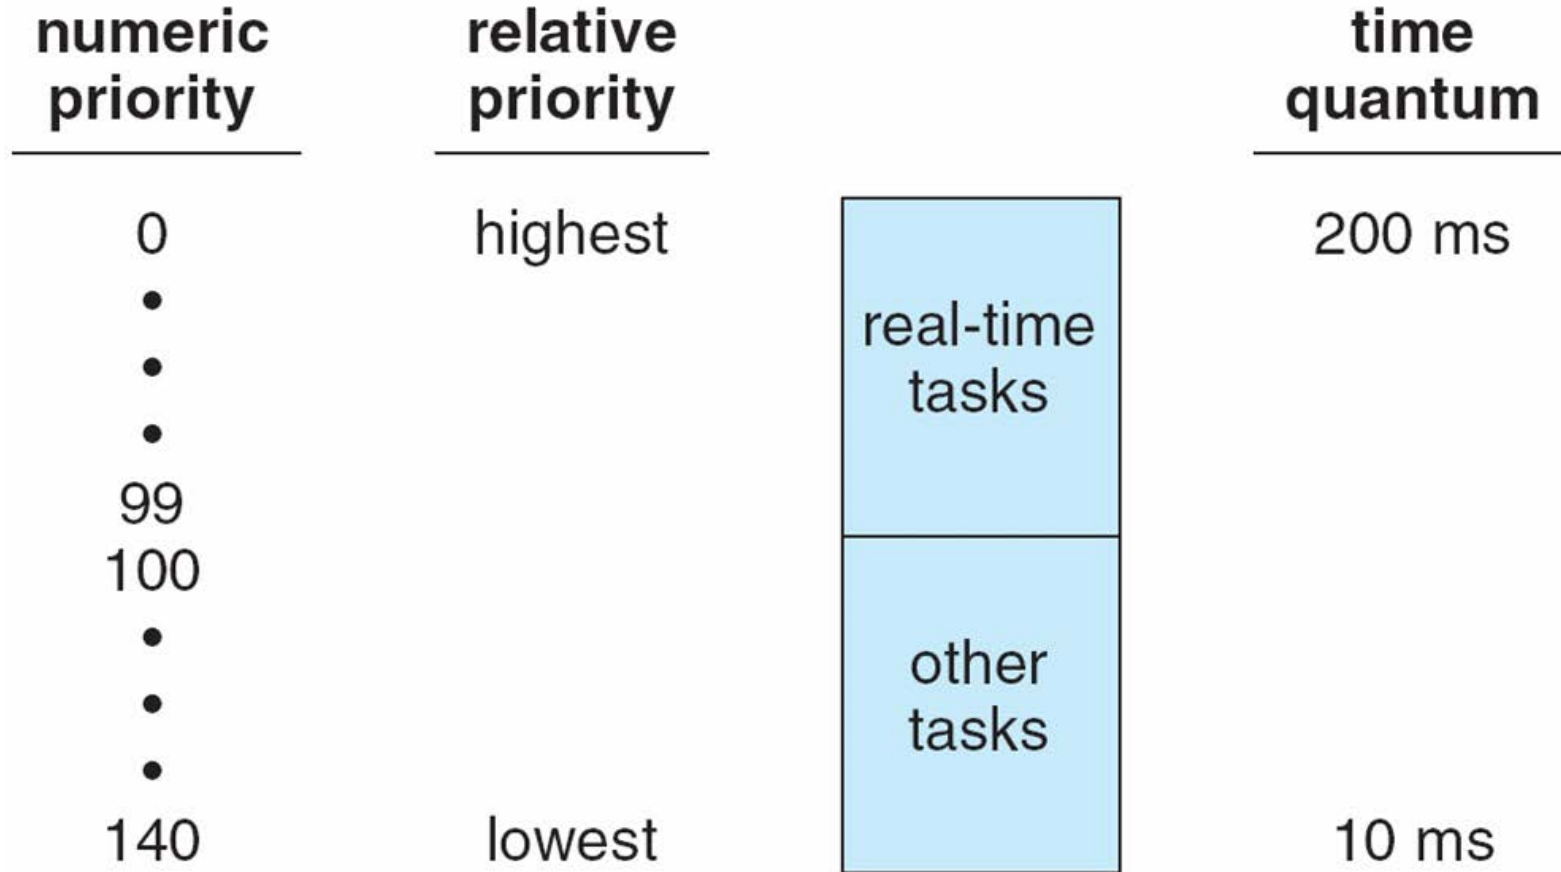 numeric priority relative priority time quantum
0 highest 200 ms
•
real-time
•
tasks
•
99
100
•
other
•
tasks
•
140 lowest 10 ms